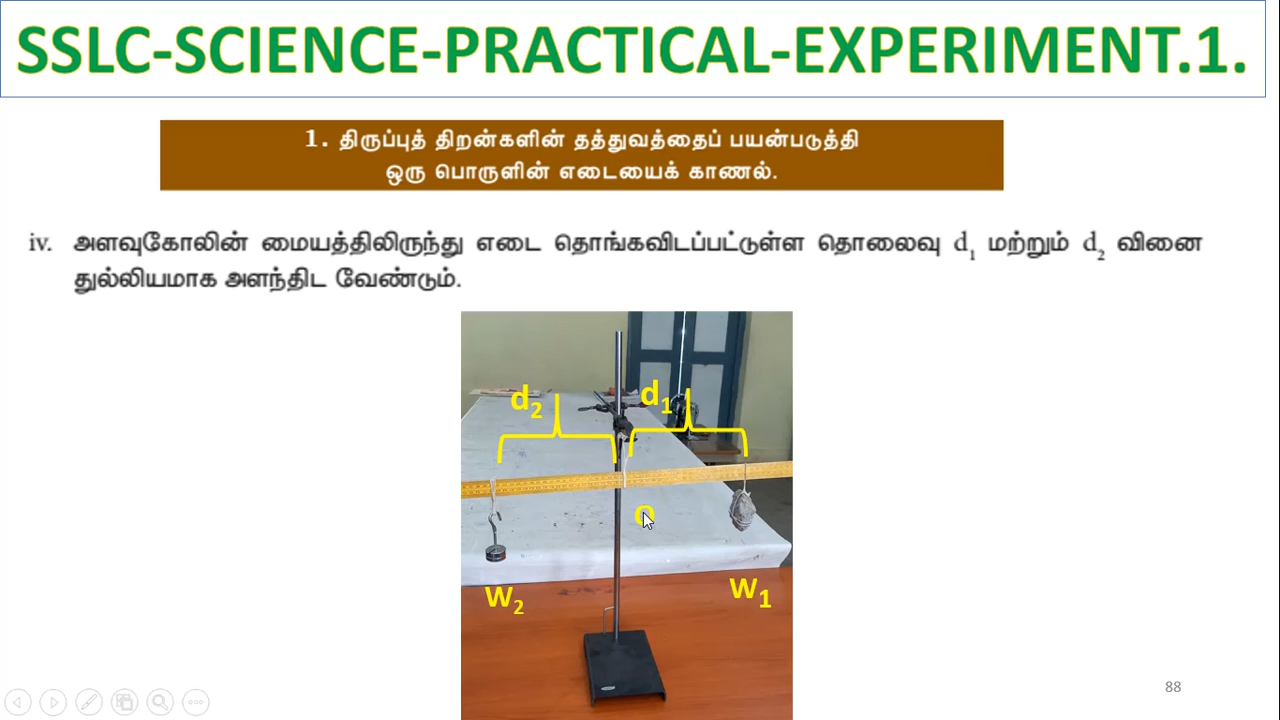 SSLC-SCIENCE-PRACTICAL-EXPERIMENT.1.
1. திருப்புத் திறன்களின் தத்துவத்தைப் பயன்படுத்தி
ஒரு பொருளின் எடையைக் காணல்.
iv. அளவுகோலின் மையத்திலிருந்து எடை தொங்கவிடப்பட்டுள்ள தொலைவு d₁ மற்றும் d₂ வினை
துல்லியமாக அளந்திட வேண்டும்.
d₂ d₁
O
W₂ W₁
88